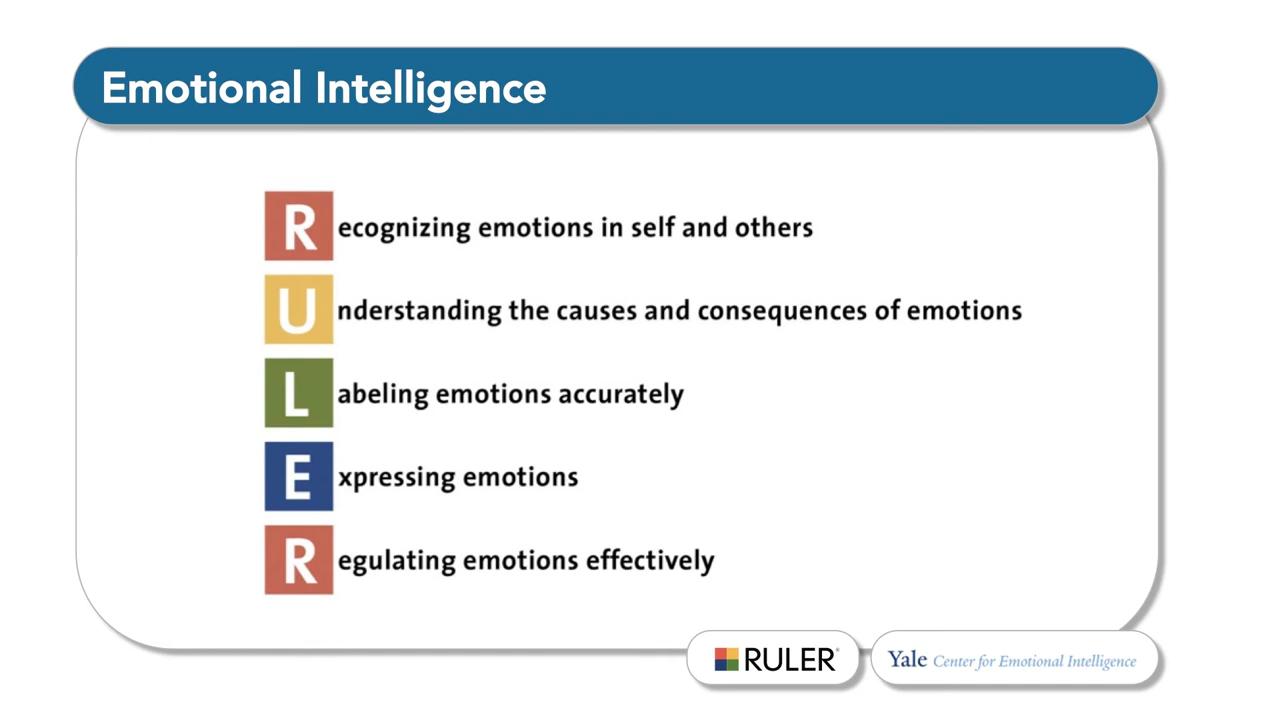 Emotional Intelligence
Recognizing emotions in self and others
Understanding the causes and consequences of emotions
Labeling emotions accurately
Expressing emotions
Regulating emotions effectively
RULER®
Yale Center for Emotional Intelligence